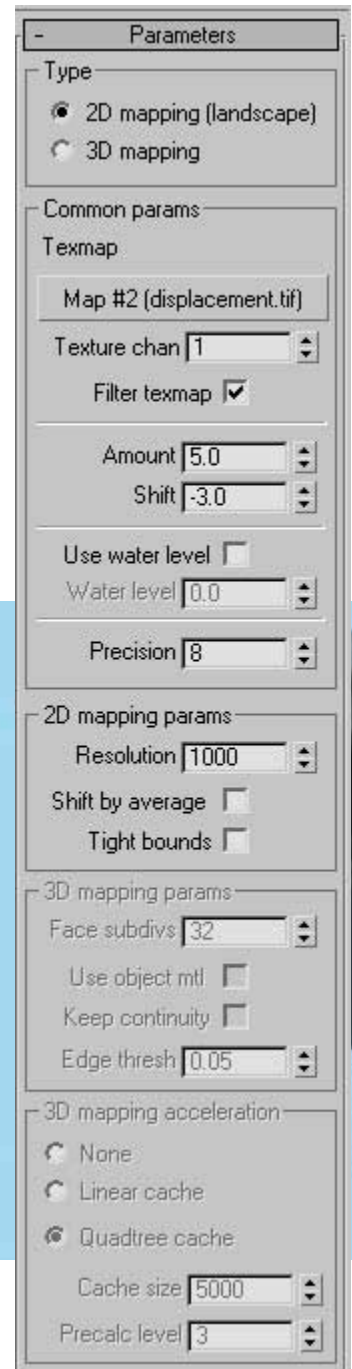 - Parameters
Type
2D mapping (landscape)
3D mapping
Common params
Texmap
Map #2 (displacement.tif)
Texture chan 1
Filter texmap
Amount 5.0
Shift -3.0
Use water level
Water level 0.0
Precision 8
2D mapping params
Resolution 1000
Shift by average
Tight bounds
3D mapping params
Face subdivs 32
Use object mtl
Keep continuity
Edge thresh 0.05
3D mapping acceleration
None
Linear cache
Quadtree cache
Cache size 5000
Precalc level 3